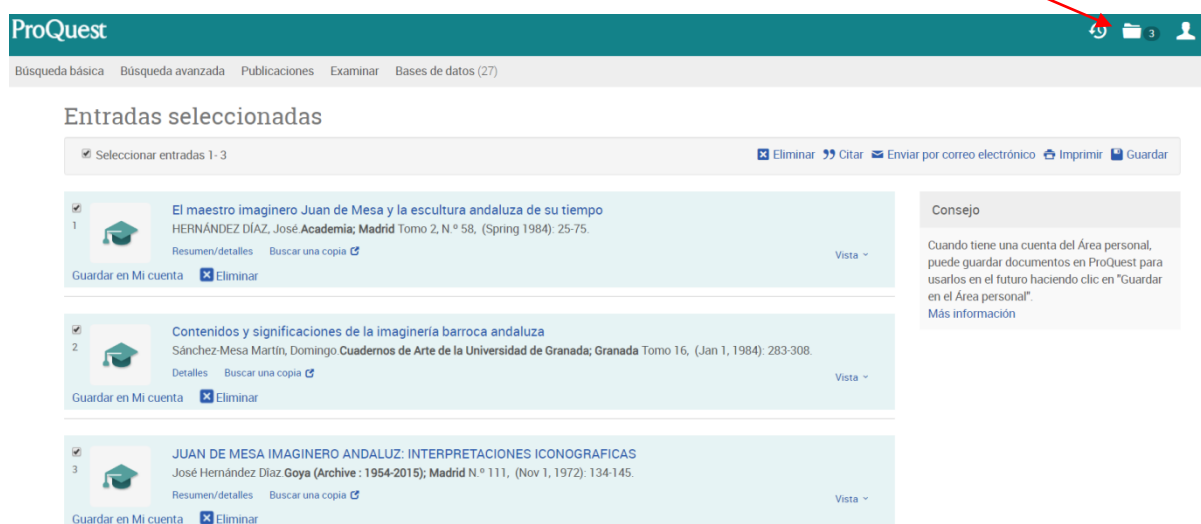 ProQuest
3
Búsqueda básica Búsqueda avanzada Publicaciones Examinar Bases de datos (27)
Entradas seleccionadas
Seleccionar entradas 1- 3
Eliminar Citar Enviar por correo electrónico Imprimir Guardar
1
El maestro imaginero Juan de Mesa y la escultura andaluza de su tiempo
HERNÁNDEZ DÍAZ, José.Academia; Madrid Tomo 2, N.º 58, (Spring 1984): 25-75.
Resumen/detalles Buscar una copia
Vista
Guardar en Mi cuenta Eliminar
2
Contenidos y significaciones de la imaginería barroca andaluza
Sánchez-Mesa Martín, Domingo.Cuadernos de Arte de la Universidad de Granada; Granada Tomo 16, (Jan 1, 1984): 283-308.
Detalles Buscar una copia
Vista
Guardar en Mi cuenta Eliminar
3
JUAN DE MESA IMAGINERO ANDALUZ: INTERPRETACIONES ICONOGRAFICAS
José Hernández Díaz.Goya (Archive : 1954-2015); Madrid N.º 111, (Nov 1, 1972): 134-145.
Resumen/detalles Buscar una copia
Vista
Guardar en Mi cuenta Eliminar
Consejo
Cuando tiene una cuenta del Área personal,
puede guardar documentos en ProQuest para
usarlos en el futuro haciendo clic en "Guardar
en el Área personal".
Más información